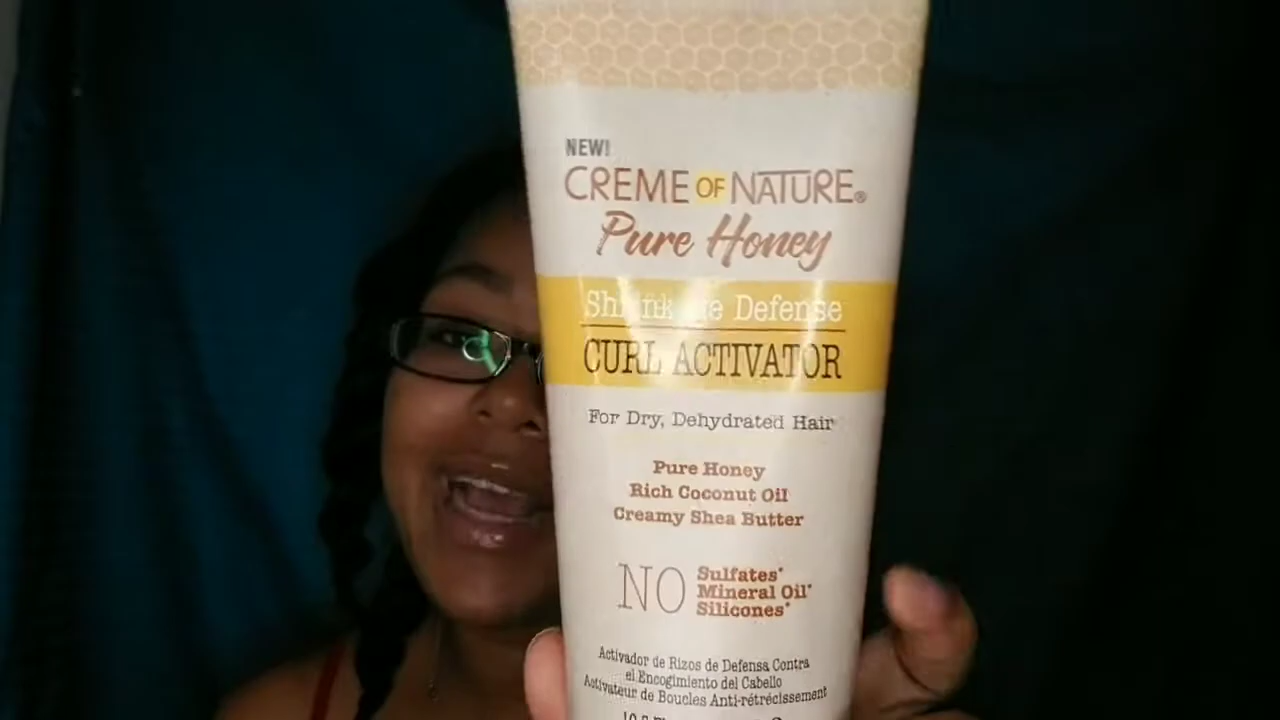 NEW!
CREME OF NATURE®
Pure Honey
Defense
CURL ACTIVATOR
For Dry, Dehydrated Hair
Pure Honey
Rich Coconut Oil
Creamy Shea Butter
NO Sulfates*
Mineral Oil*
Silicones*
Activador de Rizos de Defensa Contra
el Encogimiento del Cabello
Activateur de Boucles Anti-rétrécissement